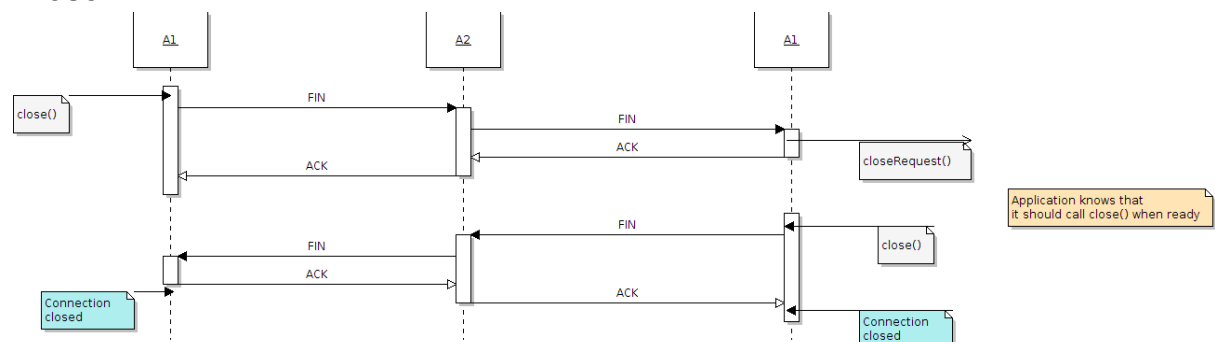 A1
A2
A1
close()
FIN
FIN
ACK
ACK
closeRequest()
Application knows that
it should call close() when ready
FIN
close()
FIN
ACK
Connection
closed
ACK
Connection
closed